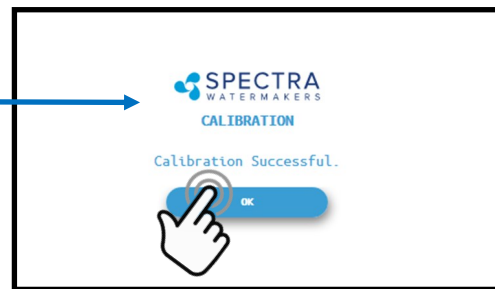 SPECTRA
WATERMAKERS
CALIBRATION
Calibration Successful.
OK